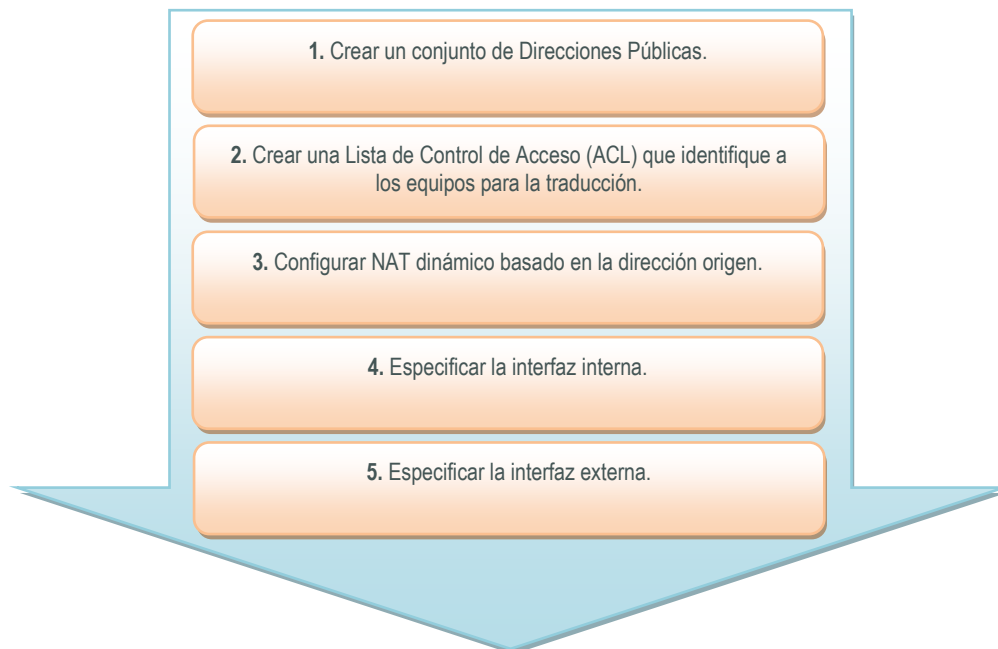 1. Crear un conjunto de Direcciones Públicas.
2. Crear una Lista de Control de Acceso (ACL) que identifique a
los equipos para la traducción.
3. Configurar NAT dinámico basado en la dirección origen.
4. Especificar la interfaz interna.
5. Especificar la interfaz externa.